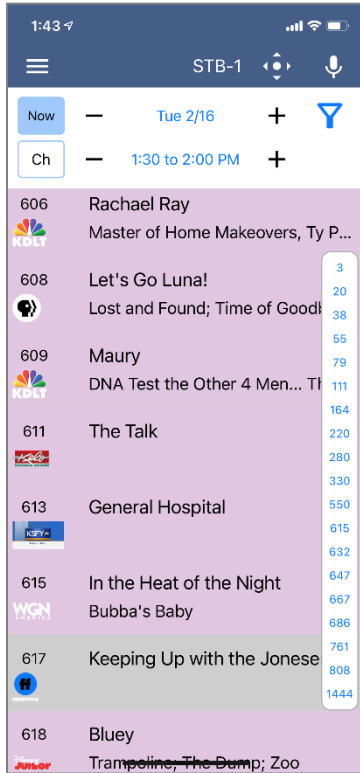 1:43
STB-1
Now
Tue 2/16
Ch
1:30 to 2:00 PM
606
Rachael Ray
KDLT
Master of Home Makeovers, Ty P...
608
Let's Go Luna!
Lost and Found; Time of Goodb
609
Maury
KDLT
DNA Test the Other 4 Men... Th
611
The Talk
Kelo
613
General Hospital
KSFY
615
In the Heat of the Night
WGN
AMERICA
Bubba's Baby
617
Keeping Up with the Jonese
ff
618
Bluey
Junior
Trampoline; The Dump; Zoo
3
20
38
55
79
111
164
220
280
330
550
615
632
647
667
686
761
808
1444